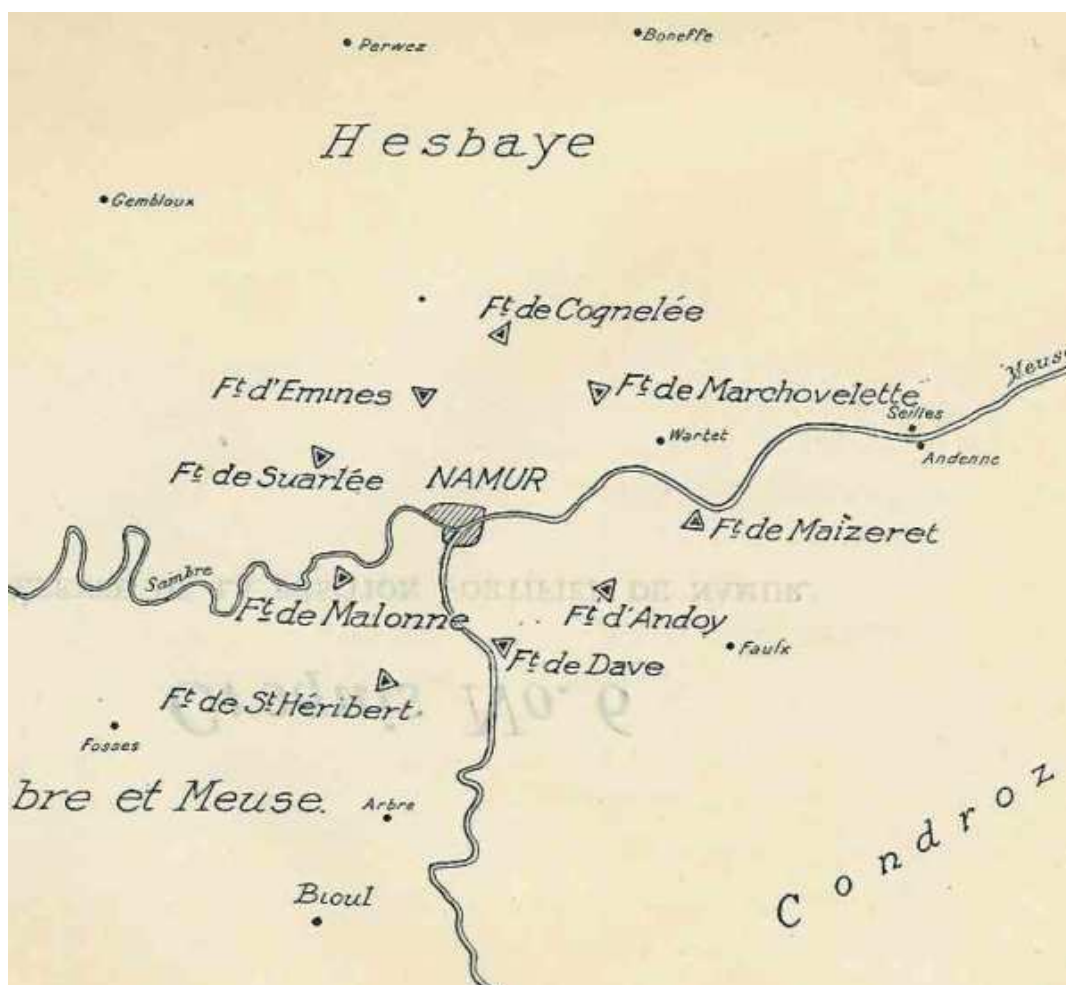 Perwez
Boneffe
Hesbaye
Gembloux
Ft de Cognelée
Ft d'Emines
Ft de Marchovelette
Meus
Seilles
Wartet
Andenne
Ft de Suarlée
NAMUR
Ft de Maizeret
Sambre
Ft de Malonne
Ft d'Andoy
Faulx
Ft de Dave
Ft de St Héribert
Fosses
bre et Meuse.
Arbre
Condroz
Bioul